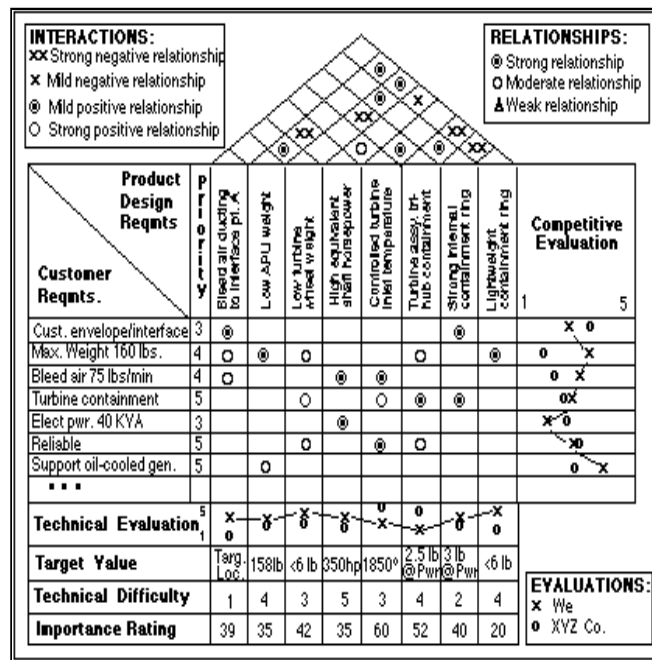 INTERACTIONS:
XX Strong negative relationship
X Mild negative relationship
Mild positive relationship
Strong positive relationship
RELATIONSHIPS:
Strong relationship
Moderate relationship
Weak relationship
Product Design Reqmnts
Customer Reqmnts.
priority
Bleed air ducting to interface pt. A
Low APU weight
Low turbine wheel weight
High equivalent shaft horsepower
Controlled turbine inlet temperature
Turbine assy. tri-hub containment
Strong internal containment ring
Lightweight containment ring
Competitive Evaluation
1 5
Cust. envelope/interface 3
Max. Weight 160 lbs. 4
Bleed air 75 lbs/min 4
Turbine containment 5
Elect pwr. 40 KVA 3
Reliable 5
Support oil-cooled gen. 5
Technical Evaluation 5 1
Target Value Targ. Loc. 158lb <6 lb 350hp 1850° 2.5 lb @Pwr 3 lb @Pwr <6 lb
Technical Difficulty 1 4 3 5 3 4 2 4
Importance Rating 39 35 42 35 60 52 40 20
EVALUATIONS:
X We
O XYZ Co.